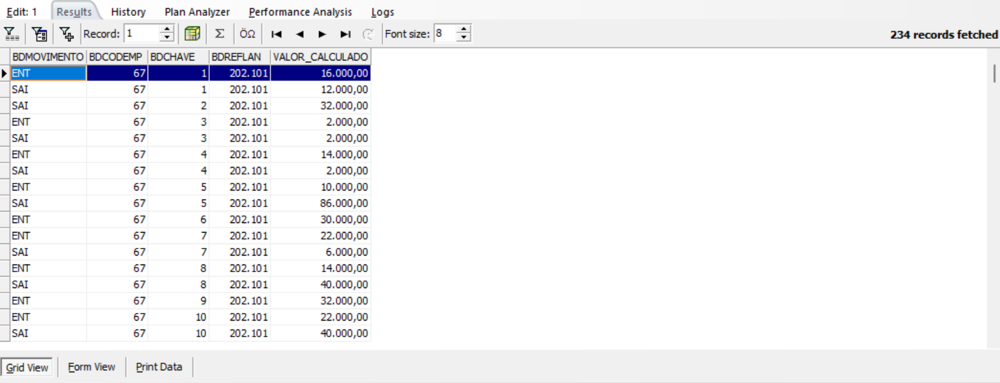 Edit: 1 Results History Plan Analyzer Performance Analysis Logs
Record: 1 Σ ÖΩ Font size: 8 234 records fetched
BDMOVIMENTO BDCODEMP BDCHAVE BDREFLAN VALOR_CALCULADO
ENT 67 1 202.101 16.000,00
SAI 67 1 202.101 12.000,00
SAI 67 2 202.101 32.000,00
ENT 67 3 202.101 2.000,00
SAI 67 3 202.101 2.000,00
ENT 67 4 202.101 14.000,00
SAI 67 4 202.101 2.000,00
ENT 67 5 202.101 10.000,00
SAI 67 5 202.101 86.000,00
ENT 67 6 202.101 30.000,00
ENT 67 7 202.101 22.000,00
SAI 67 7 202.101 6.000,00
ENT 67 8 202.101 14.000,00
SAI 67 8 202.101 40.000,00
ENT 67 9 202.101 32.000,00
ENT 67 10 202.101 22.000,00
SAI 67 10 202.101 40.000,00
Grid View Form View Print Data